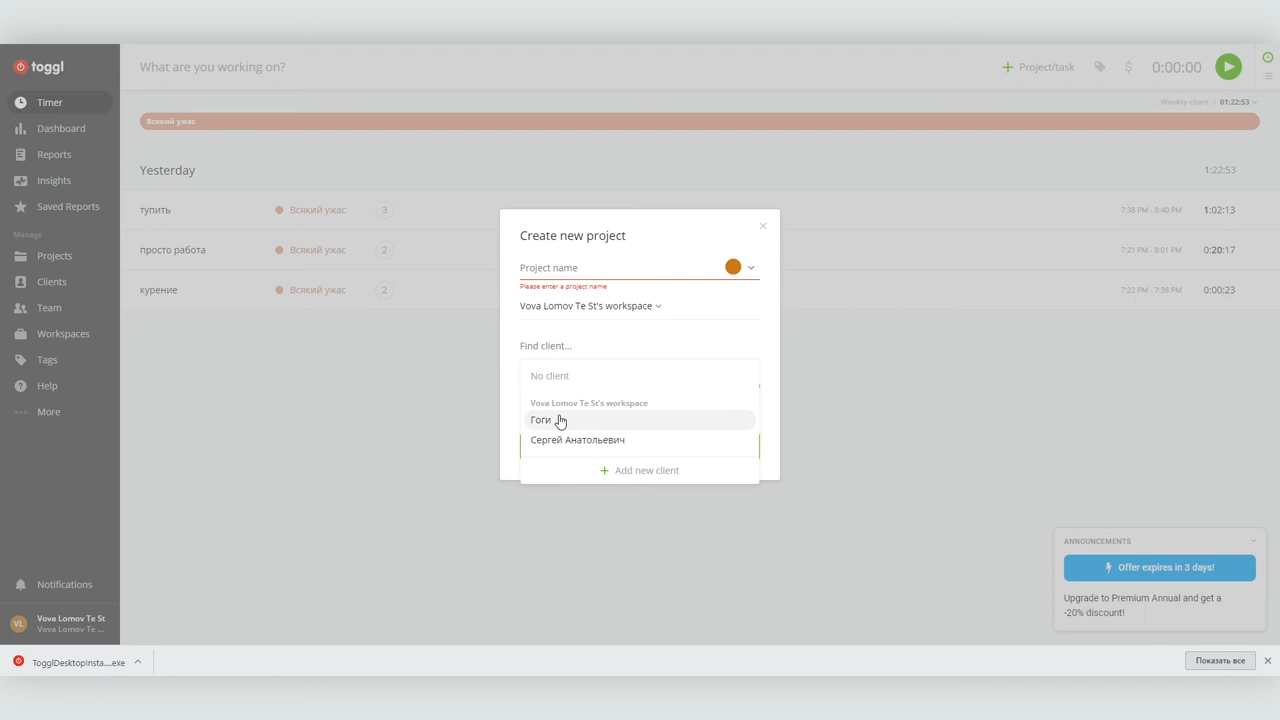 toggl
What are you working on?
Project/task
$
0:00:00
Timer
Weekly chart
01:22:53
Всякий ужас
Dashboard
Reports
Yesterday
1:22:53
Insights
Saved Reports
тупить
Всякий ужас
3
7:38 PM - 8:40 PM
1:02:13
Manage
просто работа
Всякий ужас
2
7:21 PM - 8:01 PM
0:20:17
Projects
Clients
курение
Всякий ужас
2
7:22 PM - 7:38 PM
0:00:23
Team
Workspaces
Tags
Help
More
Create new project
Project name
Please enter a project name
Vova Lomov Te St's workspace
Find client...
No client
Vova Lomov Te St's workspace
Гоги
Сергей Анатольевич
+ Add new client
ANNOUNCEMENTS
Offer expires in 3 days!
Upgrade to Premium Annual and get a
-20% discount!
Notifications
VL
Vova Lomov Te St
Vova Lomov Te ...
TogglDesktopInsta....exe
Показать все